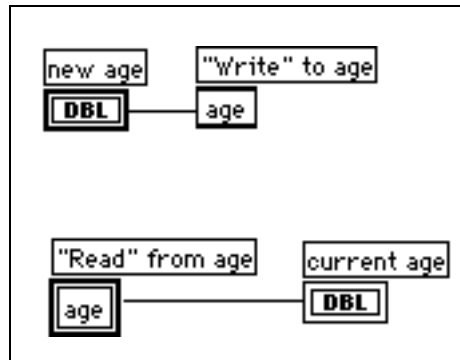 new age
"Write" to age
DBL
age
"Read" from age
current age
age
DBL